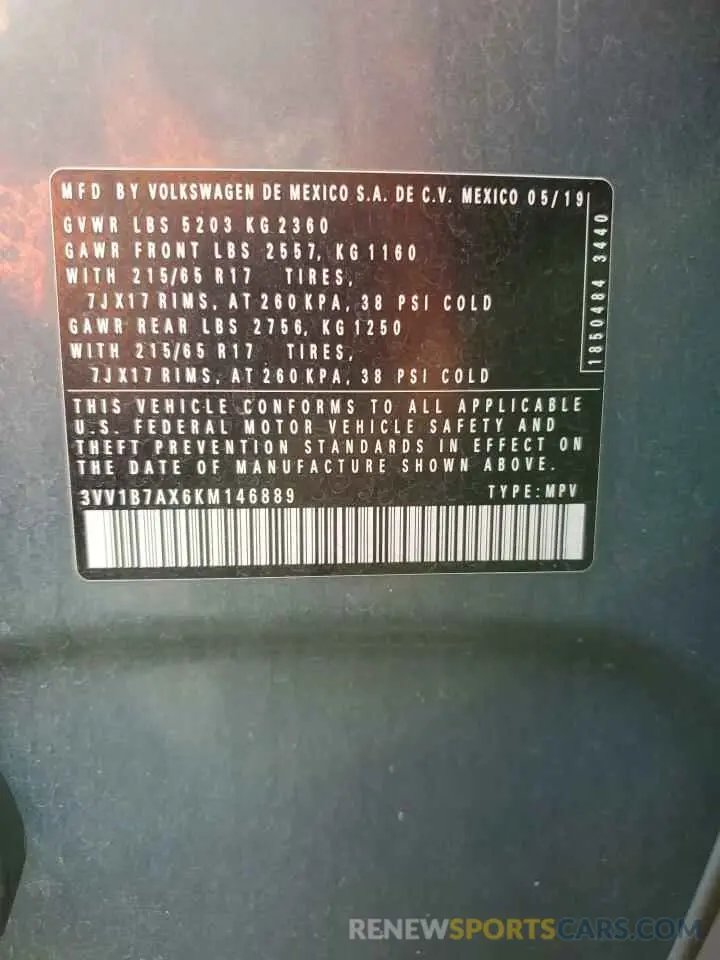 MFD BY VOLKSWAGEN DE MEXICO S.A. DE C.V. MEXICO 05/19
GVWR LBS 5203 KG 2360
GAWR FRONT LBS 2557, KG 1160
WITH 215/65 R17 TIRES,
7JX17 RIMS, AT 260 KPA, 38 PSI COLD
GAWR REAR LBS 2756, KG 1250
WITH 215/65 R17 TIRES,
7JX17 RIMS, AT 260 KPA, 38 PSI COLD
1850484 3440
THIS VEHICLE CONFORMS TO ALL APPLICABLE
U.S. FEDERAL MOTOR VEHICLE SAFETY AND
THEFT PREVENTION STANDARDS IN EFFECT ON
THE DATE OF MANUFACTURE SHOWN ABOVE.
3VV1B7AX6KM146889 TYPE: MPV
RENEWSPORTSCARS.COM